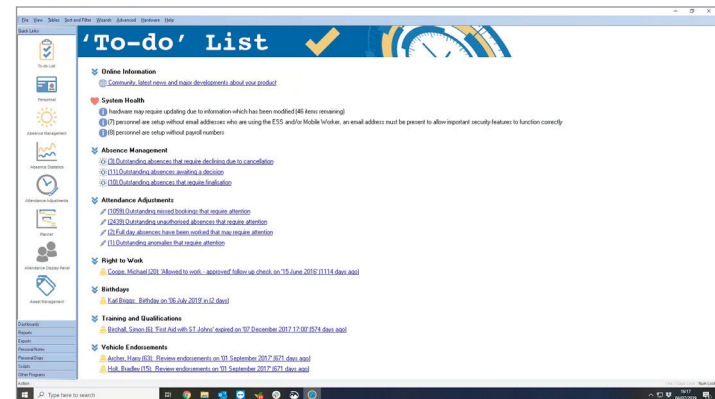 File View Tables Sort and Filter Wizards Advanced Hardware Help
Quick Links
To-do List
Personnel
Absence Management
Absence Statistics
Attendance Adjustments
Planner
Attendance Display Panel
Asset Management
Dashboards
Reports
Exports
Personal Notes
Personal Diary
Scripts
Other Programs
Action:
'To-do' List
Online Information
Community, latest news and major developments about your product
System Health
hardware may require updating due to information which has been modified (46 items remaining)
(7) personnel are setup without email addresses who are using the ESS and/or Mobile Worker, an email address must be present to allow important security features to function correctly
(8) personnel are setup without payroll numbers
Absence Management
(3) Outstanding absences that require declining due to cancellation
(11) Outstanding absences awaiting a decision
(10) Outstanding absences that require finalisation
Attendance Adjustments
(1059) Outstanding missed bookings that require attention
(2439) Outstanding unauthorised absences that require attention
(2) Full day absences have been worked that may require attention
(1) Outstanding anomalies that require attention
Right to Work
Coope, Michael (20): 'Allowed to work - approved' follow up check on '15 June 2016' (1114 days ago)
Birthdays
Karl Briggs: Birthday on '06 July 2019' in (2 days)
Training and Qualifications
Birchall, Simon (6): 'First Aid with ST Johns' expired on '07 December 2017 17:00' (574 days ago)
Vehicle Endorsements
Archer, Harry (63): Review endorsements on '01 September 2017' (671 days ago)
Holt, Bradley (15): Review endorsements on '01 September 2017' (671 days ago)
Num Lock
Type here to search
16:17
04/07/2019